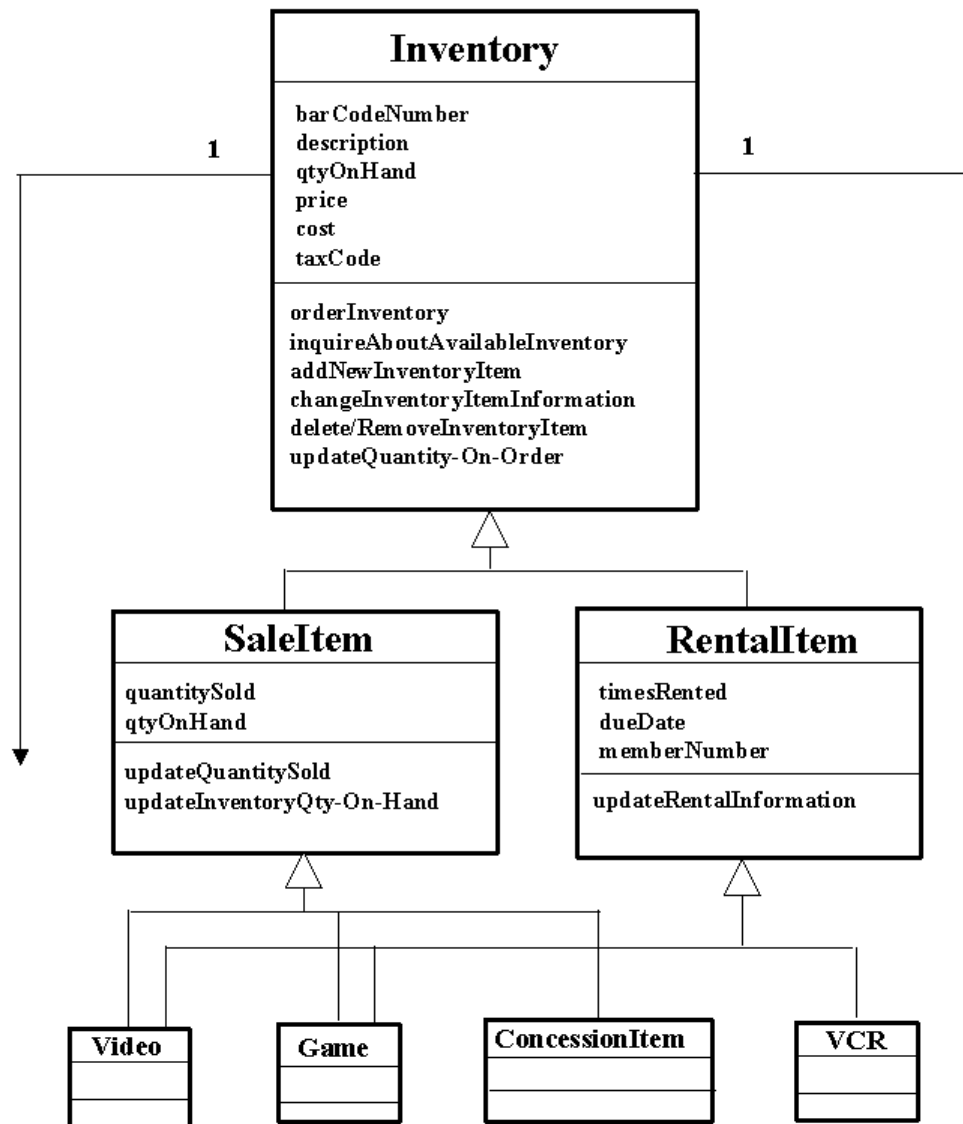 Inventory
barCodeNumber
description
qtyOnHand
price
cost
taxCode
1
1
orderInventory
inquireAboutAvailableInventory
addNewInventoryItem
changeInventoryItemInformation
delete/RemoveInventoryItem
updateQuantity-On-Order
SaleItem
quantitySold
qtyOnHand
updateQuantitySold
updateInventoryQty-On-Hand
RentalItem
timesRented
dueDate
memberNumber
updateRentalInformation
Video
Game
ConcessionItem
VCR